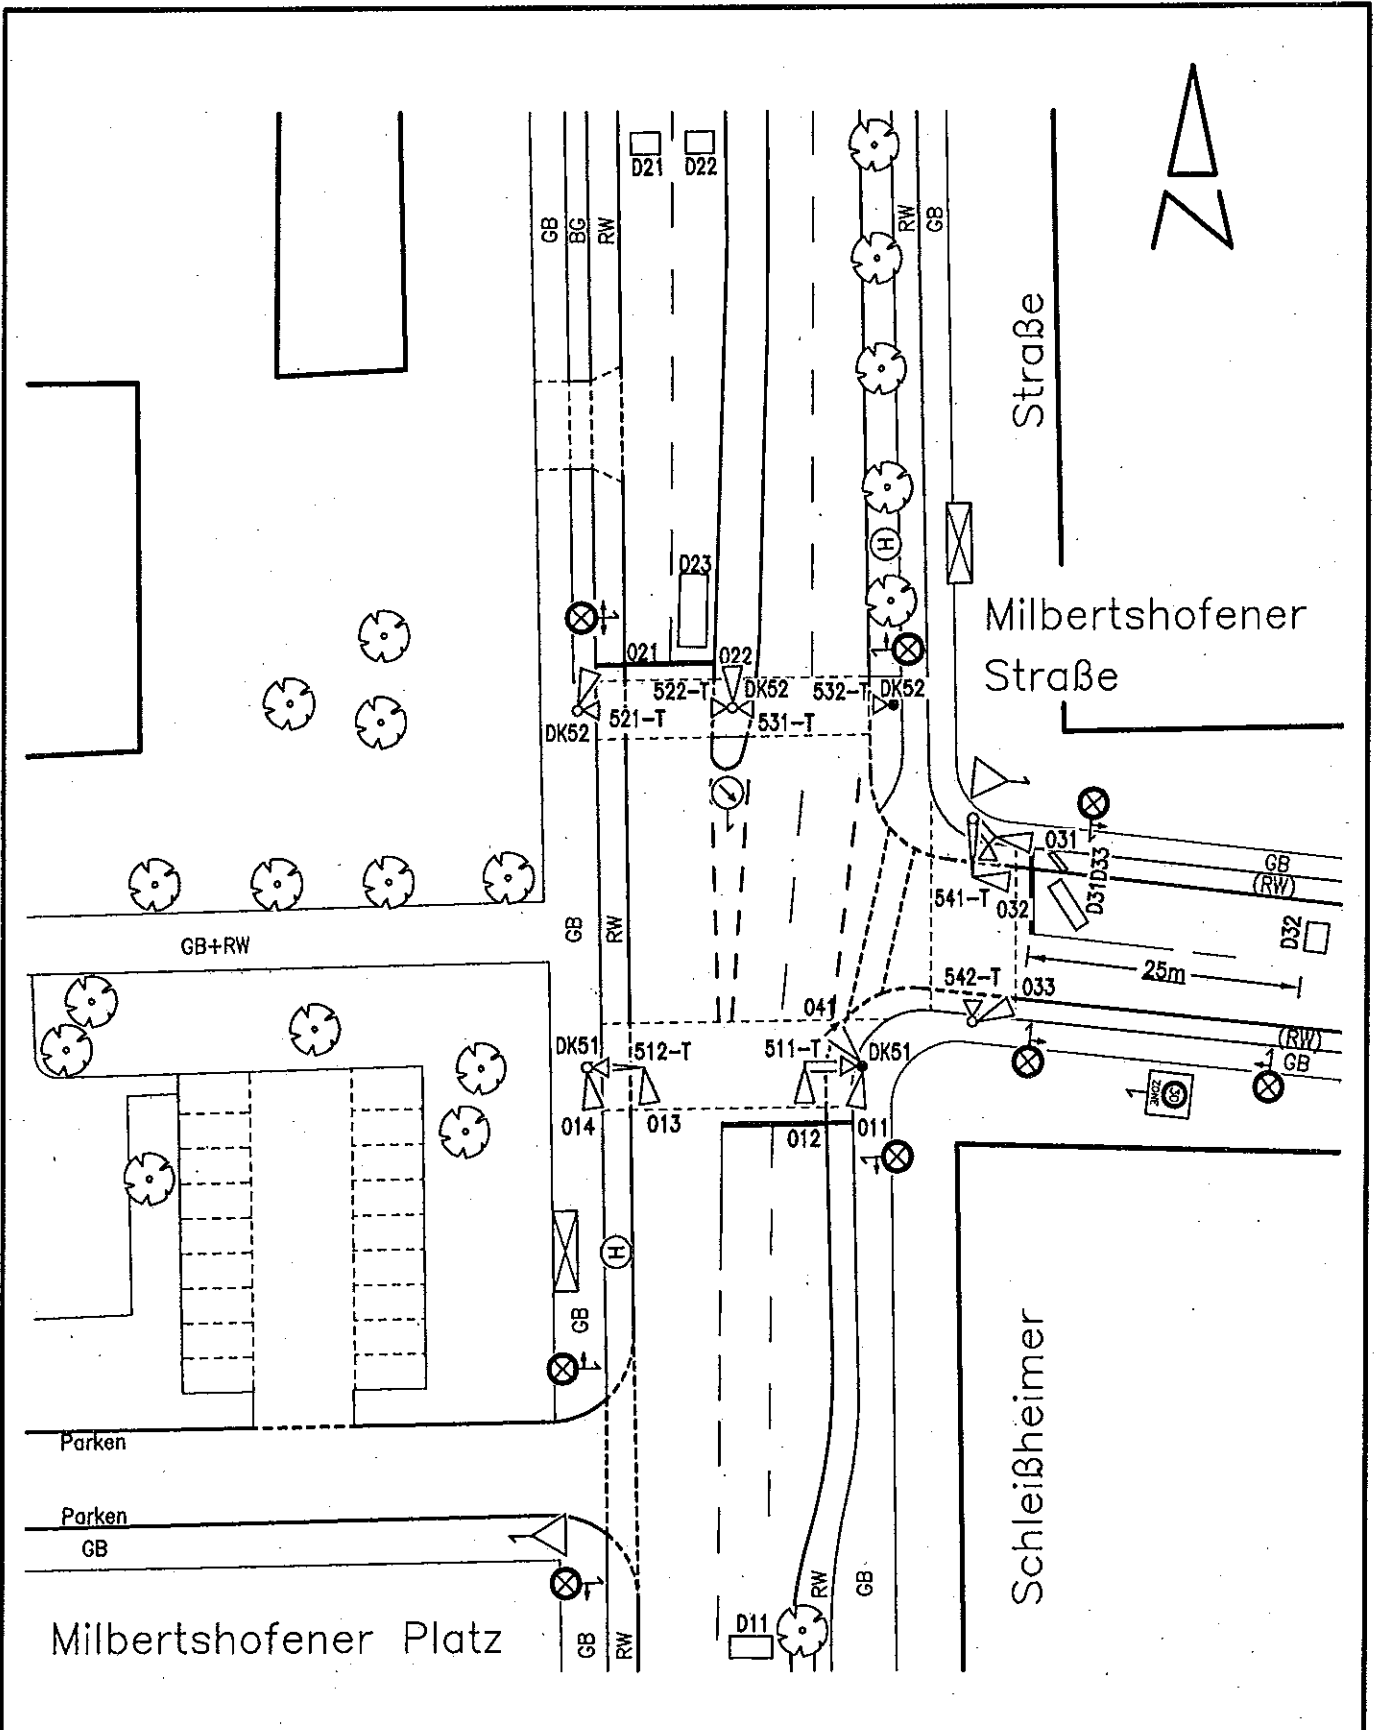 D21
D22
GB
BG
RW
RW
GB
Straße
D23
H
Milbertshofener
Straße
021
022
522-T
DK52
532-T
DK52
521-T
531-T
DK52
031
GB
(RW)
D31
D33
541-T
032
D32
GB
RW
GB+RW
25m
542-T
033
041
DK51
512-T
511-T
DK51
(RW)
GB
30
ZONE
014
013
012
011
H
GB
Parken
Parken
GB
Schleißheimer
RW
GB
D11
Milbertshofener Platz
GB
RW